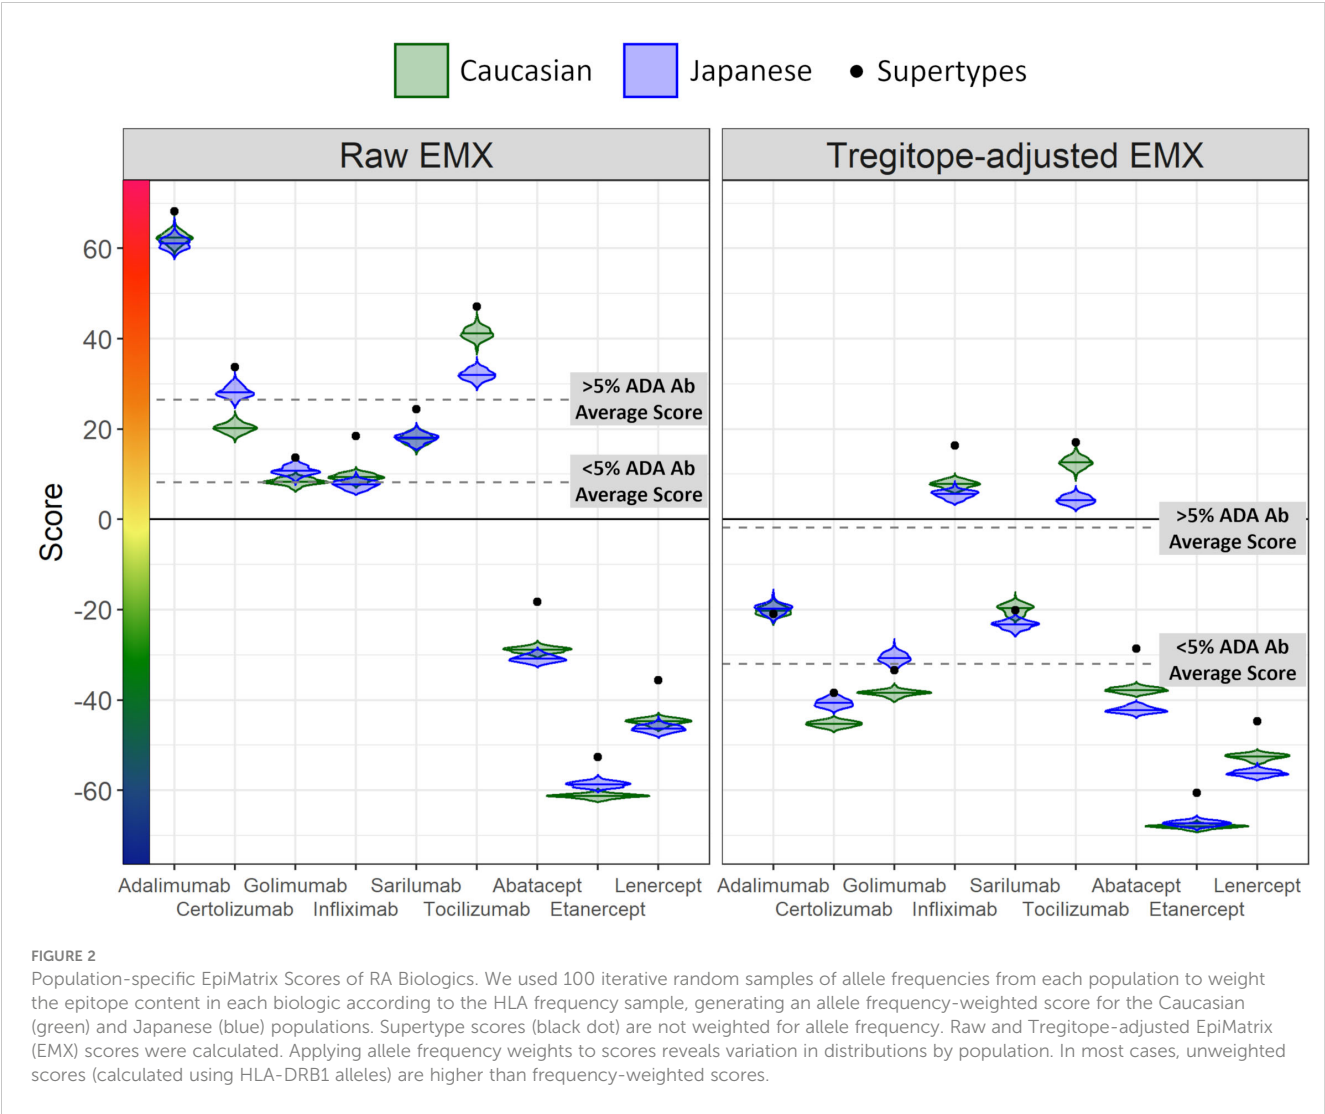 Caucasian Japanese Supertypes
Raw EMX
Tregitope-adjusted EMX
Score
60
40
20
0
-20
-40
-60
>5% ADA Ab
Average Score
<5% ADA Ab
Average Score
>5% ADA Ab
Average Score
<5% ADA Ab
Average Score
Adalimumab Golimumab Sarilumab Abatacept Lenercept
Certolizumab Infliximab Tocilizumab Etanercept
Adalimumab Golimumab Sarilumab Abatacept Lenercept
Certolizumab Infliximab Tocilizumab Etanercept
FIGURE 2
Population-specific EpiMatrix Scores of RA Biologics. We used 100 iterative random samples of allele frequencies from each population to weight
the epitope content in each biologic according to the HLA frequency sample, generating an allele frequency-weighted score for the Caucasian
(green) and Japanese (blue) populations. Supertype scores (black dot) are not weighted for allele frequency. Raw and Tregitope-adjusted EpiMatrix
(EMX) scores were calculated. Applying allele frequency weights to scores reveals variation in distributions by population. In most cases, unweighted
scores (calculated using HLA-DRB1 alleles) are higher than frequency-weighted scores.